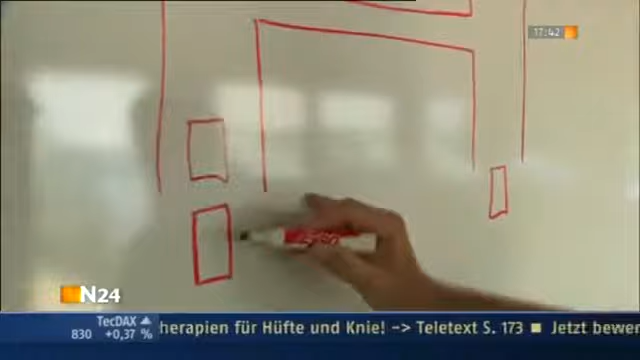 17:42
N24
TecDAX
830 +0,37 %
herapien für Hüfte und Knie! -> Teletext S. 173 ■ Jetzt bewer